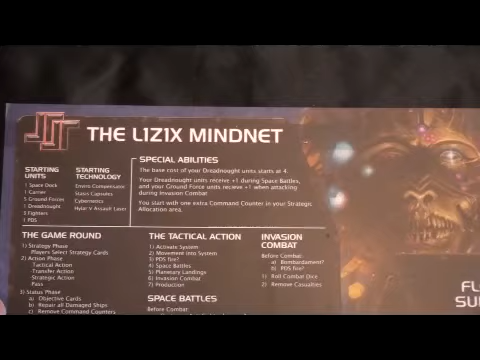 THE L1Z1X MINDNET
SPECIAL ABILITIES
The base cost of your Dreadnought units starts at 4.
Your Dreadnought units receive +1 during Space Battles,
and your Ground Force units recieve +1 when attacking
during Invasion Combat
You start with one extra Command Counter in your Strategic
Allocation area.
STARTING
UNITS
1 Space Dock
1 Carrier
5 Ground Forces
1 Dreadnought
3 Fighters
1 PDS
STARTING
TECHNOLOGY
Enviro Compensator
Stasis Capsules
Cybernetics
Hylar V Assault Laser
THE GAME ROUND
1) Strategy Phase
Players Select Strategy Cards
2) Action Phase
Tactical Action
Transfer Action
Strategic Action
Pass
3) Status Phase
a) Objective Cards
b) Repair all Damaged Ships
c) Remove Command Counters
THE TACTICAL ACTION
1) Activate System
2) Movement into System
3) PDS fire?
4) Space Battles
5) Planetary Landings
6) Invasion Combat
7) Production
SPACE BATTLES
Before Combat
INVASION
COMBAT
Before Combat:
a) Bombardament?
b) PDS fire?
1) Roll Combat Dice
2) Remove Casualties